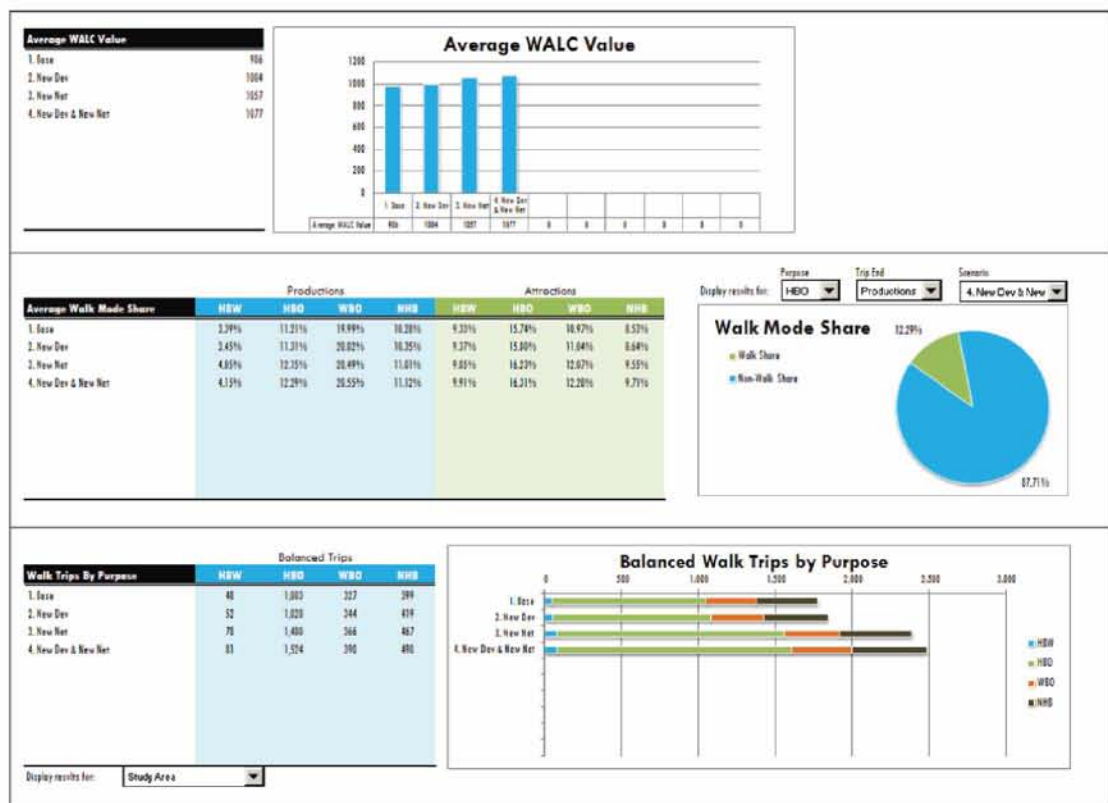 Average WALC Value
1. Base 986
2. New Dev 1004
3. New Net 1057
4. New Dev & New Net 1077
Average WALC Value
1200
1000
800
600
400
200
0
1. Base 2. New Dev 3. New Net 4. New Dev & New Net
Average WALC Value 986 1004 1057 1077 0 0 0 0 0 0
Productions Attractions
Average Walk Mode Share HBW HBO WBO NHB HBW HBO WBO NHB
1. Base 3.39% 11.21% 19.99% 10.28% 9.33% 15.74% 10.97% 8.53%
2. New Dev 3.45% 11.31% 20.02% 10.35% 9.37% 15.80% 11.04% 8.64%
3. New Net 4.05% 12.15% 20.49% 11.01% 9.85% 16.23% 12.07% 9.55%
4. New Dev & New Net 4.15% 12.29% 20.55% 11.12% 9.91% 16.31% 12.20% 9.71%
Purpose Trip End Scenario
Display results for: HBO Productions 4. New Dev & New
Walk Mode Share
Walk Share
Non-Walk Share
12.29%
87.71%
Balanced Trips
Walk Trips By Purpose HBW HBO WBO NHB
1. Base 48 1,003 327 399
2. New Dev 52 1,028 344 419
3. New Net 78 1,480 366 467
4. New Dev & New Net 83 1,524 390 490
Display results for: Study Area
Balanced Walk Trips by Purpose
0 500 1,000 1,500 2,000 2,500 3,000
1. Base
2. New Dev
3. New Net
4. New Dev & New Net
HBW
HBO
WBO
NHB